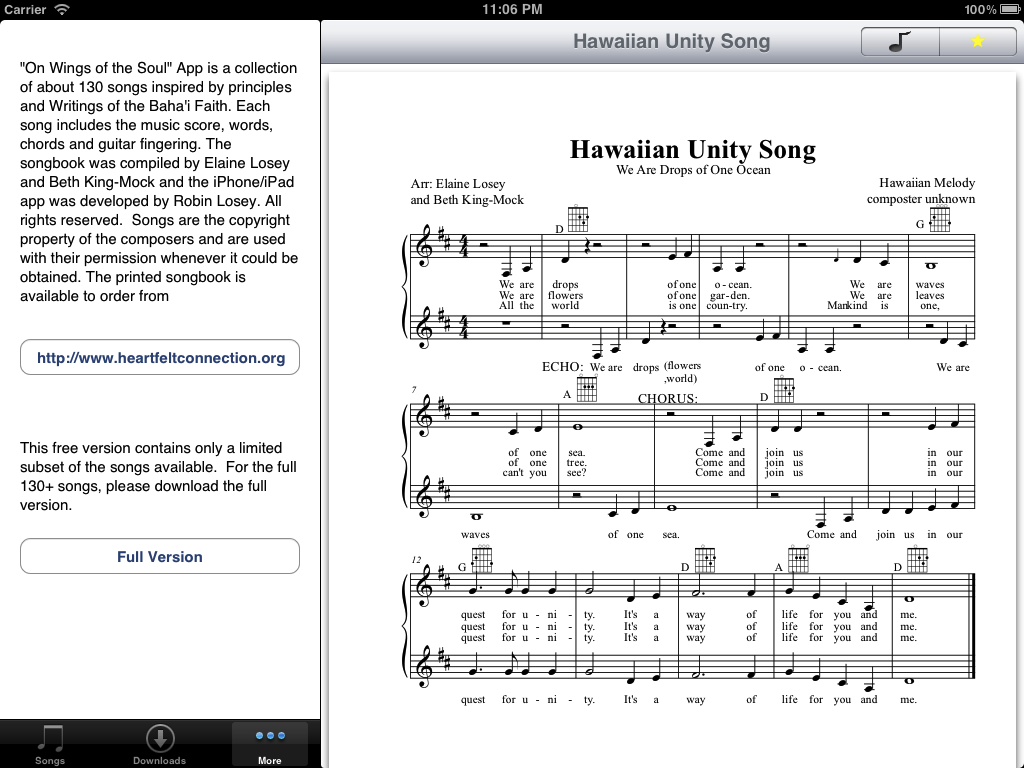 Carrier
11:06 PM
100%
"On Wings of the Soul" App is a collection
of about 130 songs inspired by principles
and Writings of the Baha'i Faith. Each
song includes the music score, words,
chords and guitar fingering. The
songbook was compiled by Elaine Losey
and Beth King-Mock and the iPhone/iPad
app was developed by Robin Losey. All
rights reserved.  Songs are the copyright
property of the composers and are used
with their permission whenever it could be
obtained. The printed songbook is
available to order from
http://www.heartfeltconnection.org
This free version contains only a limited
subset of the songs available.  For the full
130+ songs, please download the full
version.
Full Version
Songs
Downloads
More
Hawaiian Unity Song
Hawaiian Unity Song
We Are Drops of One Ocean
Arr: Elaine Losey
and Beth King-Mock
Hawaiian Melody
composter unknown
D G
4 4
We are drops of one o - cean. We are waves
We are flowers of one gar- den. We are leaves
All the world is one coun-try. Mankind is one,
4 4
ECHO: We are drops (flowers of one o - cean. We are
,world)
7
A CHORUS: D
of one sea. Come and join us in our
of one tree. Come and join us in our
can't you see? Come and join us in our
waves of one sea. Come and join us in our
12
G D A D
quest for u - ni - ty. It's a way of life for you and me.
quest for u - ni - ty. It's a way of life for you and me.
quest for u - ni - ty. It's a way of life for you and me.
quest for u - ni - ty. It's a way of life for you and me.